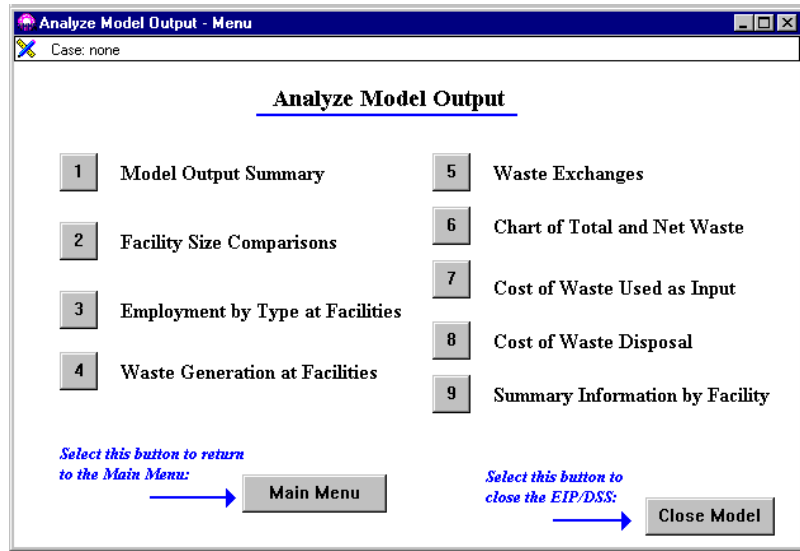 Analyze Model Output - Menu
Case: none
Analyze Model Output
1 Model Output Summary
2 Facility Size Comparisons
3 Employment by Type at Facilities
4 Waste Generation at Facilities
5 Waste Exchanges
6 Chart of Total and Net Waste
7 Cost of Waste Used as Input
8 Cost of Waste Disposal
9 Summary Information by Facility
Select this button to return
to the Main Menu:
Main Menu
Select this button to
close the EIP/DSS:
Close Model